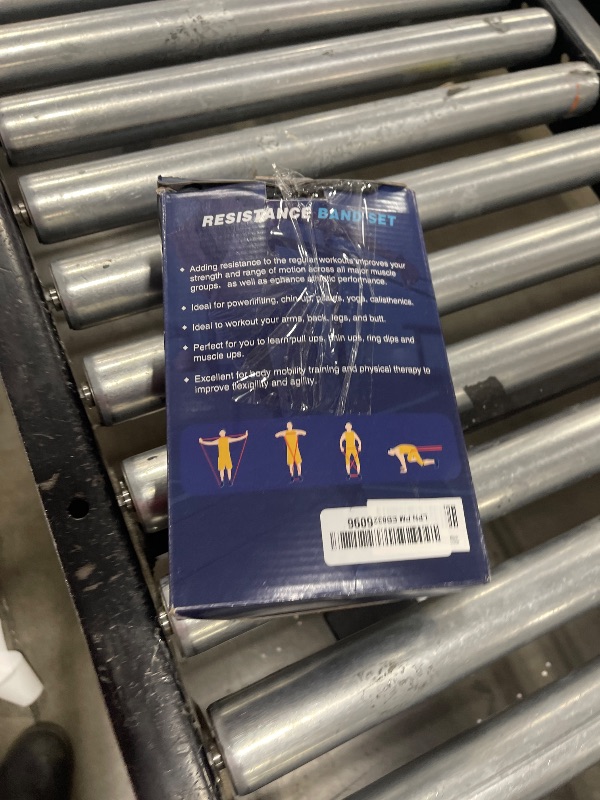 RESISTANCE BAND SET
Adding resistance to the regular workouts improves your
strength and range of motion across all major muscle
groups, as well as enhance athletic performance.
Ideal for powerlifting, chin up, pilates, yoga, calisthenics.
Ideal to workout your arms, back, legs, and butt.
Perfect for you to learn pull ups, chin ups, ring dips and
muscle ups.
Excellent for body mobility training and physical therapy to
improve flexigility and agility.